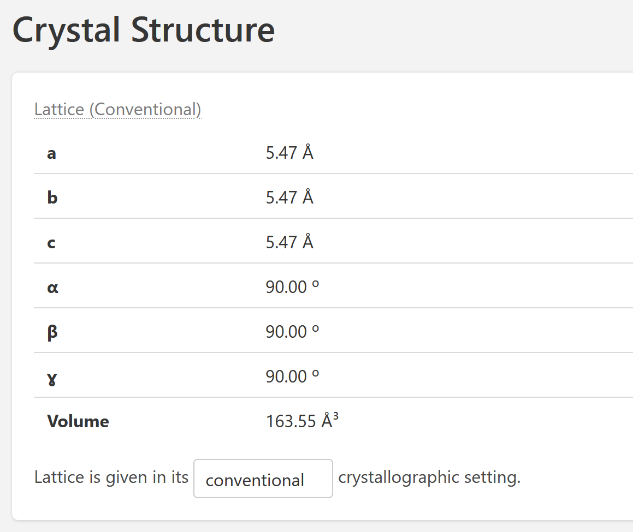 Crystal Structure
Lattice (Conventional)
a 5.47 Å
b 5.47 Å
c 5.47 Å
α 90.00 º
β 90.00 º
ɣ 90.00 º
Volume 163.55 Å³
Lattice is given in its conventional crystallographic setting.